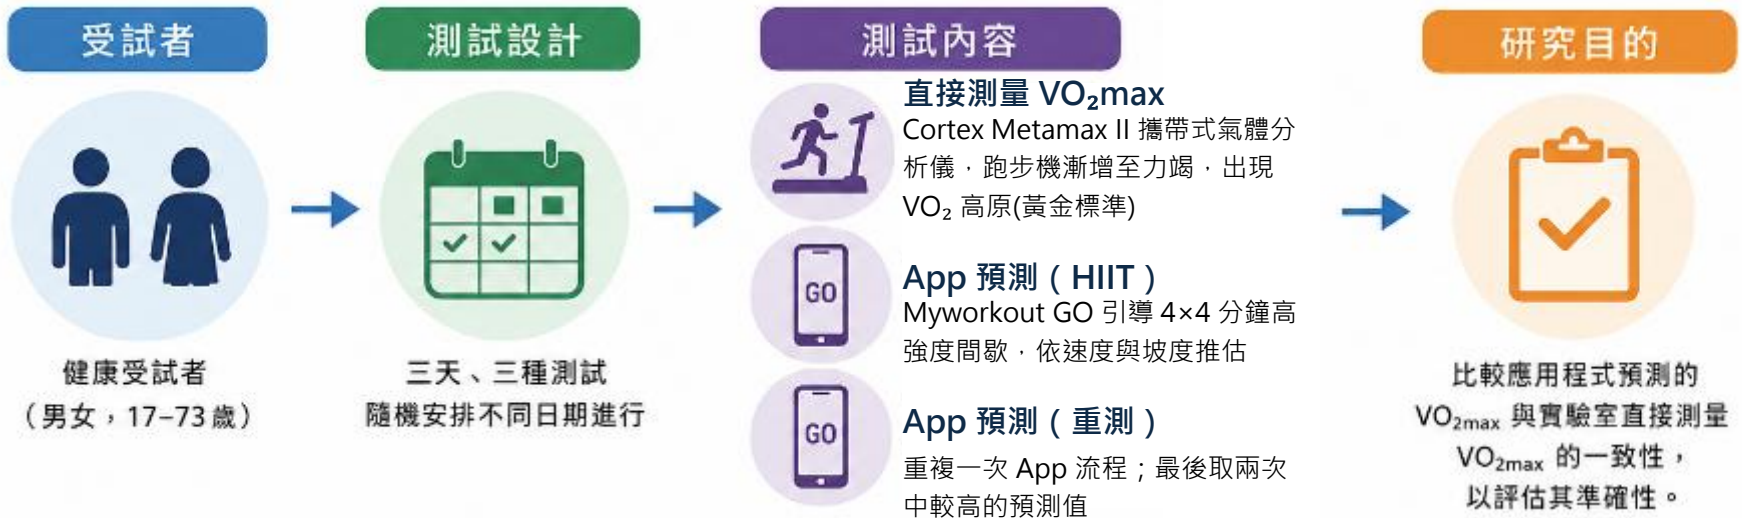 受試者
健康受試者
（男女，17–73歲）
測試設計
三天、三種測試
隨機安排不同日期進行
測試內容
直接測量 VO₂max
Cortex Metamax II 攜帶式氣體分
析儀，跑步機漸增至力竭，出現
VO₂ 高原(黃金標準)
GO
App 預測（HIIT）
Myworkout GO 引導 4×4 分鐘高
強度間歇，依速度與坡度推估
GO
App 預測（重測）
重複一次 App 流程；最後取兩次
中較高的預測值
研究目的
比較應用程式預測的
VO₂max 與實驗室直接測量
VO₂max 的一致性，
以評估其準確性。